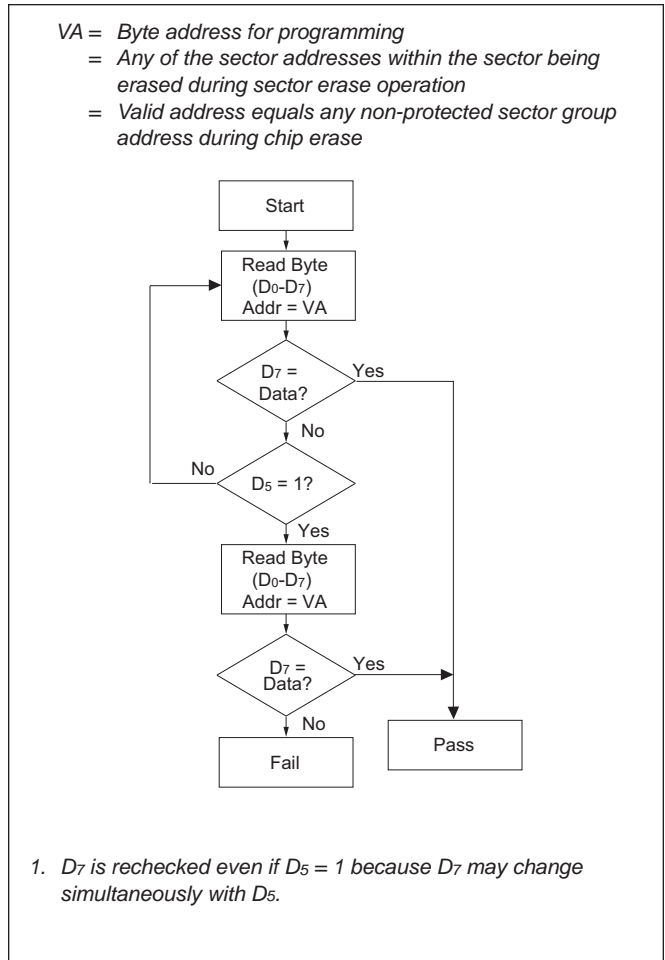 VA = Byte address for programming
= Any of the sector addresses within the sector being
erased during sector erase operation
= Valid address equals any non-protected sector group
address during chip erase
Start
Read Byte
(D0-D7)
Addr = VA
D7 =
Data?
Yes
No
No
D5 = 1?
Yes
Read Byte
(D0-D7)
Addr = VA
D7 =
Data?
Yes
No
Fail
Pass
1. D7 is rechecked even if D5 = 1 because D7 may change
simultaneously with D5.